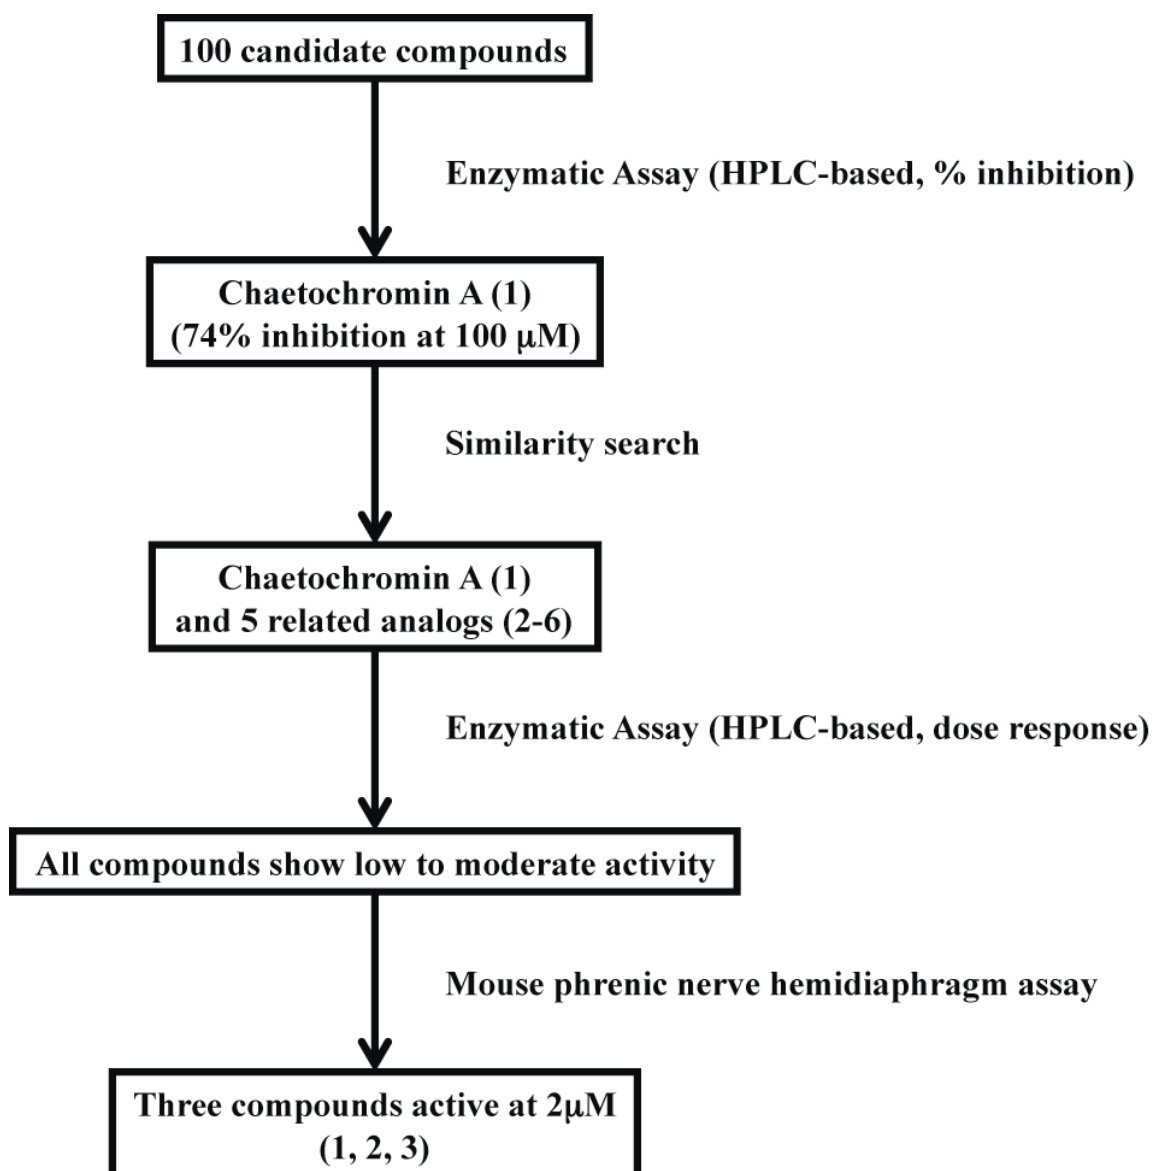 100 candidate compounds
Enzymatic Assay (HPLC-based, % inhibition)
Chaetochromin A (1)
(74% inhibition at 100 μM)
Similarity search
Chaetochromin A (1)
and 5 related analogs (2-6)
Enzymatic Assay (HPLC-based, dose response)
All compounds show low to moderate activity
Mouse phrenic nerve hemidiaphragm assay
Three compounds active at 2μM
(1, 2, 3)